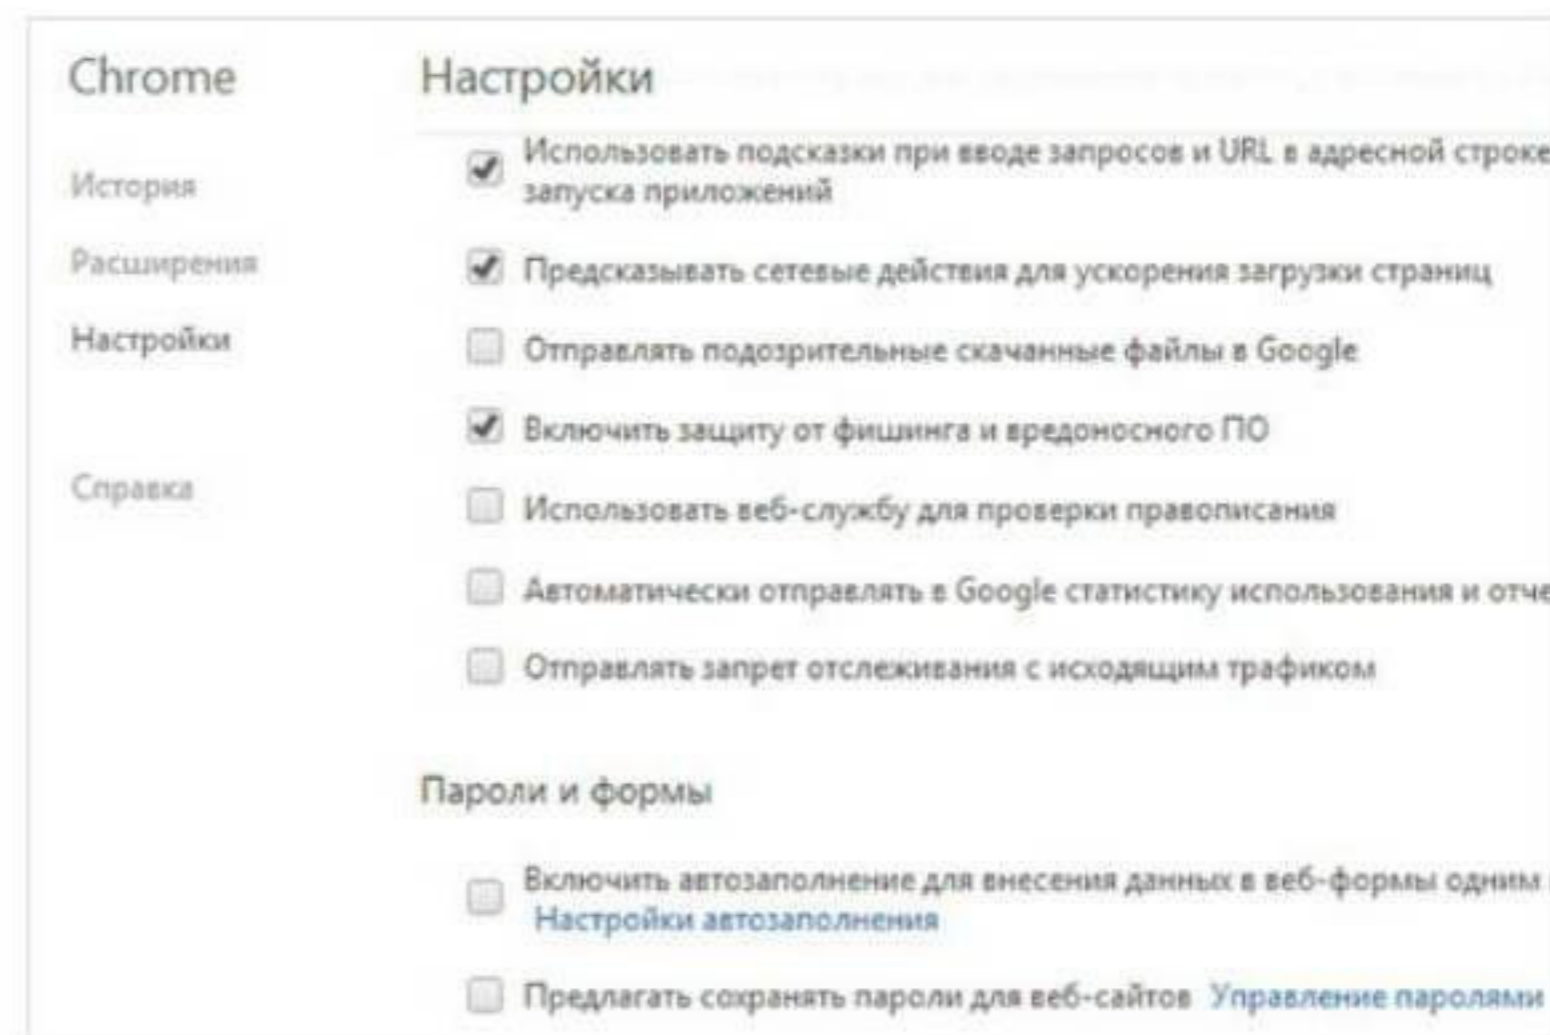 Chrome
История
Расширения
Настройки
Справка
Настройки
Использовать подсказки при вводе запросов и URL в адресной строке
запуска приложений
Предсказывать сетевые действия для ускорения загрузки страниц
Отправлять подозрительные скачанные файлы в Google
Включить защиту от фишинга и вредоносного ПО
Использовать веб-службу для проверки правописания
Автоматически отправлять в Google статистику использования и отче
Отправлять запрет отслеживания с исходящим трафиком
Пароли и формы
Включить автозаполнение для внесения данных в веб-формы одним
Настройки автозаполнения
Предлагать сохранять пароли для веб-сайтов Управление паролями